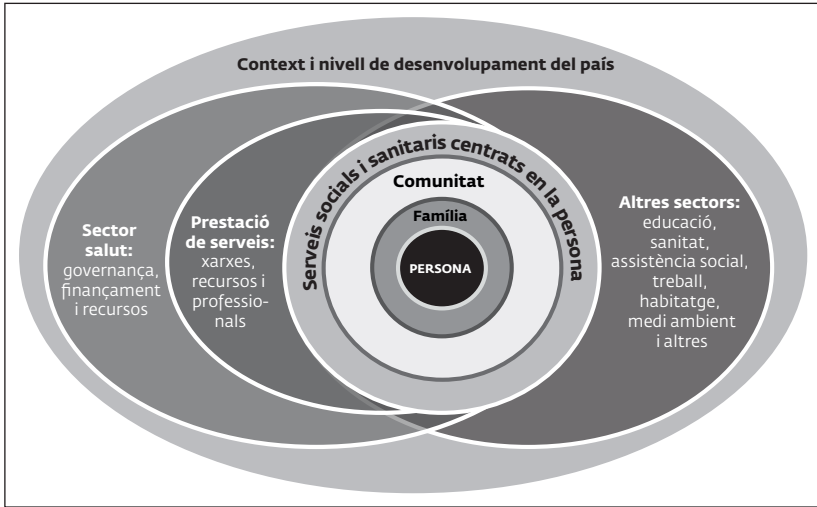 Context i nivell de desenvolupament del país
Serveis socials i sanitaris centrats en la persona
Comunitat
Família
PERSONA
Sector
salut:
governança,
finançament
i recursos
Prestació
de serveis:
xarxes,
recursos i
professio-
nals
Altres sectors:
educació,
sanitat,
assistència social,
treball,
habitatge,
medi ambient
i altres